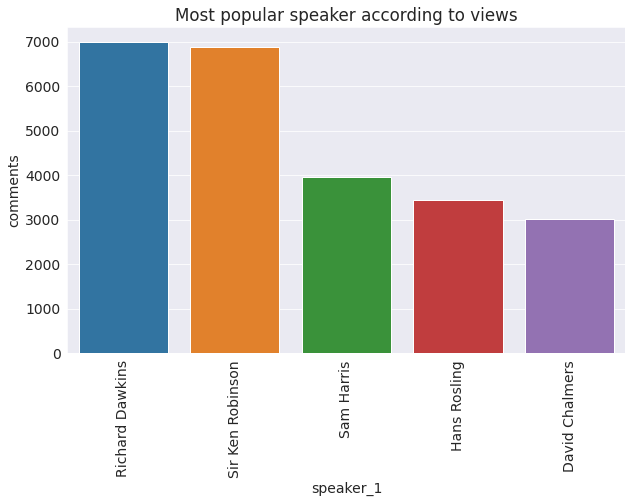 Most popular speaker according to views
comments
7000
6000
5000
4000
3000
2000
1000
0
Richard Dawkins
Sir Ken Robinson
Sam Harris
Hans Rosling
David Chalmers
speaker_1